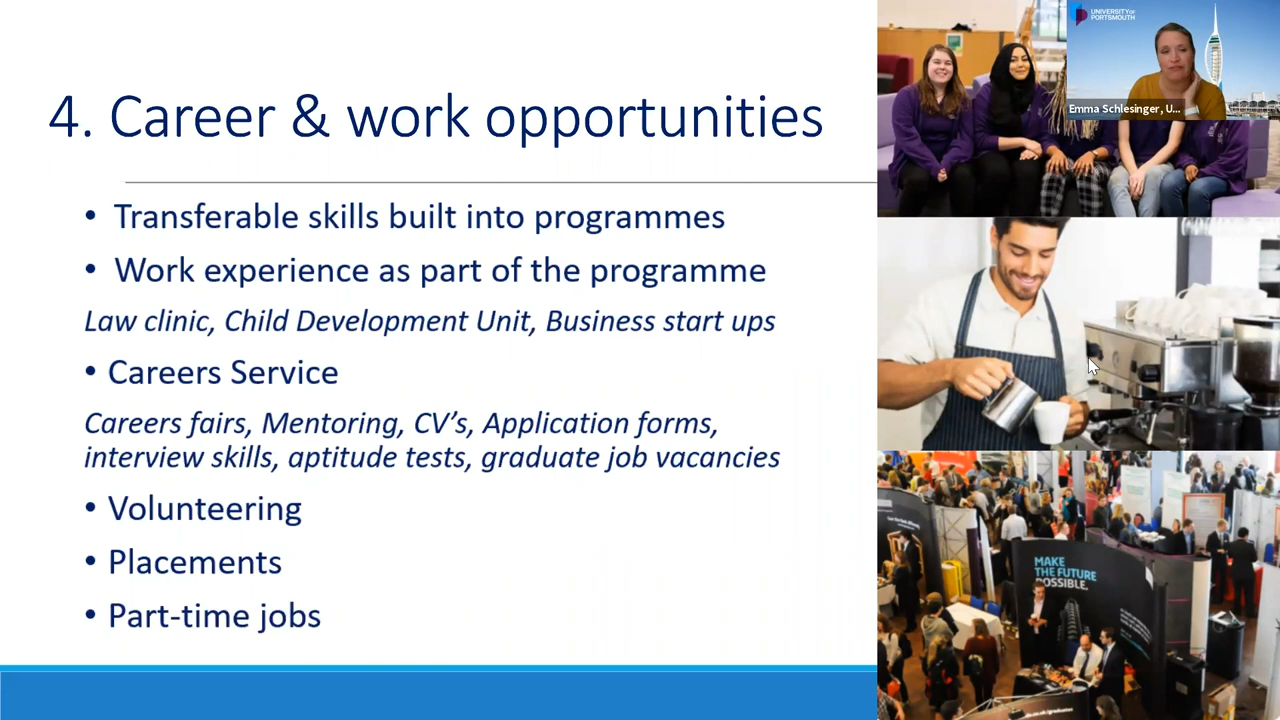 4. Career & work opportunities
• Transferable skills built into programmes
• Work experience as part of the programme
Law clinic, Child Development Unit, Business start ups
• Careers Service
Careers fairs, Mentoring, CV’s, Application forms,
interview skills, aptitude tests, graduate job vacancies
• Volunteering
• Placements
• Part-time jobs
UNIVERSITY OF
PORTSMOUTH
Emma Schlesinger, U...
MAKE
THE FUTURE
POSSIBLE.